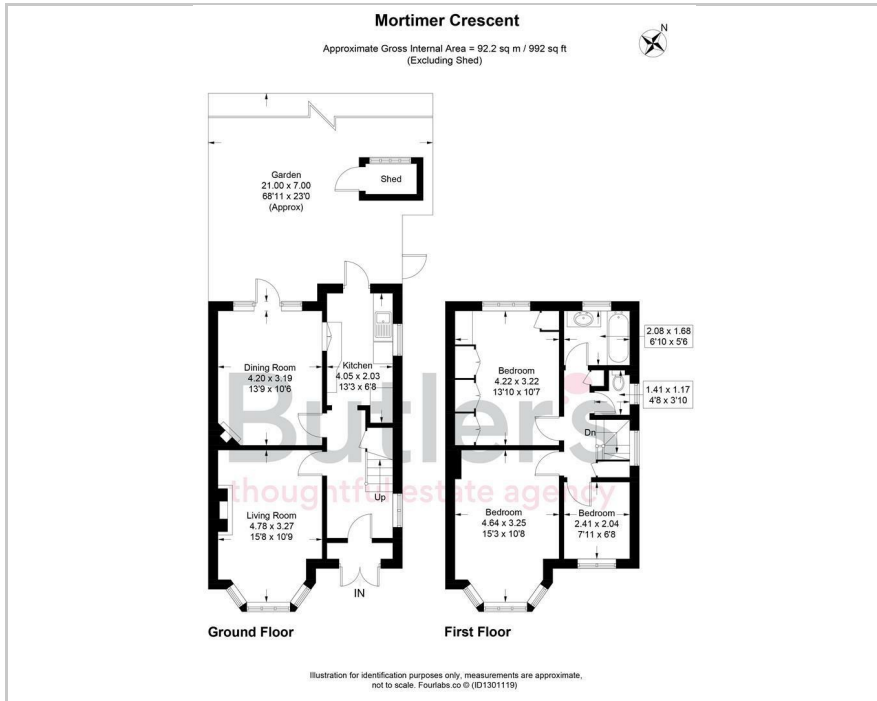 Mortimer Crescent
Approximate Gross Internal Area = 92.2 sq m / 992 sq ft
(Excluding Shed)
N
Garden
21.00 x 7.00
68'11 x 23'0
(Approx)
Shed
Dining Room
4.20 x 3.19
13'9 x 10'6
Kitchen
4.05 x 2.03
13'3 x 6'8
Living Room
4.78 x 3.27
15'8 x 10'9
Up
IN
Ground Floor
Bedroom
4.22 x 3.22
13'10 x 10'7
2.08 x 1.68
6'10 x 5'6
1.41 x 1.17
4'8 x 3'10
Dn
Bedroom
4.64 x 3.25
15'3 x 10'8
Bedroom
2.41 x 2.04
7'11 x 6'8
First Floor
Butler's
thoughtful estate agency
Illustration for identification purposes only, measurements are approximate,
not to scale. Fourlabs.co © (ID1301119)